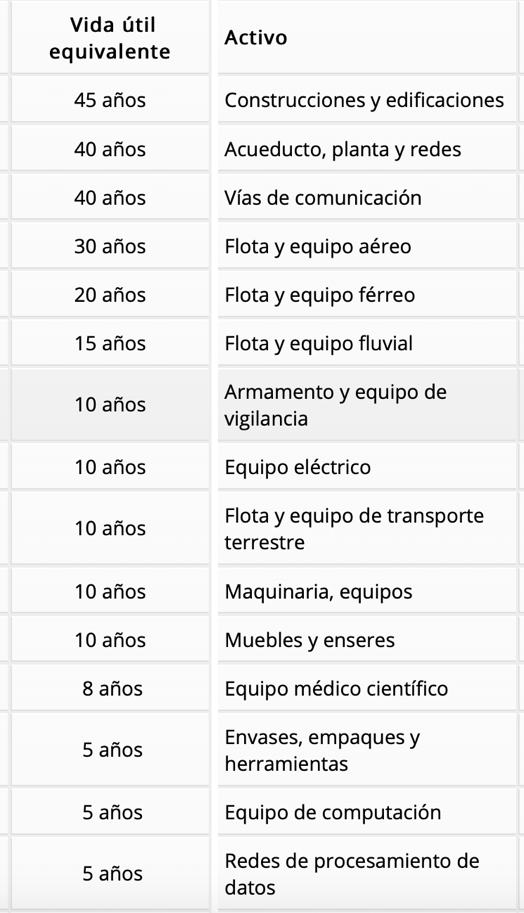 Vida útil
equivalente
Activo
45 años
Construcciones y edificaciones
40 años
Acueducto, planta y redes
40 años
Vías de comunicación
30 años
Flota y equipo aéreo
20 años
Flota y equipo férreo
15 años
Flota y equipo fluvial
10 años
Armamento y equipo de
vigilancia
10 años
Equipo eléctrico
10 años
Flota y equipo de transporte
terrestre
10 años
Maquinaria, equipos
10 años
Muebles y enseres
8 años
Equipo médico científico
5 años
Envases, empaques y
herramientas
5 años
Equipo de computación
5 años
Redes de procesamiento de
datos